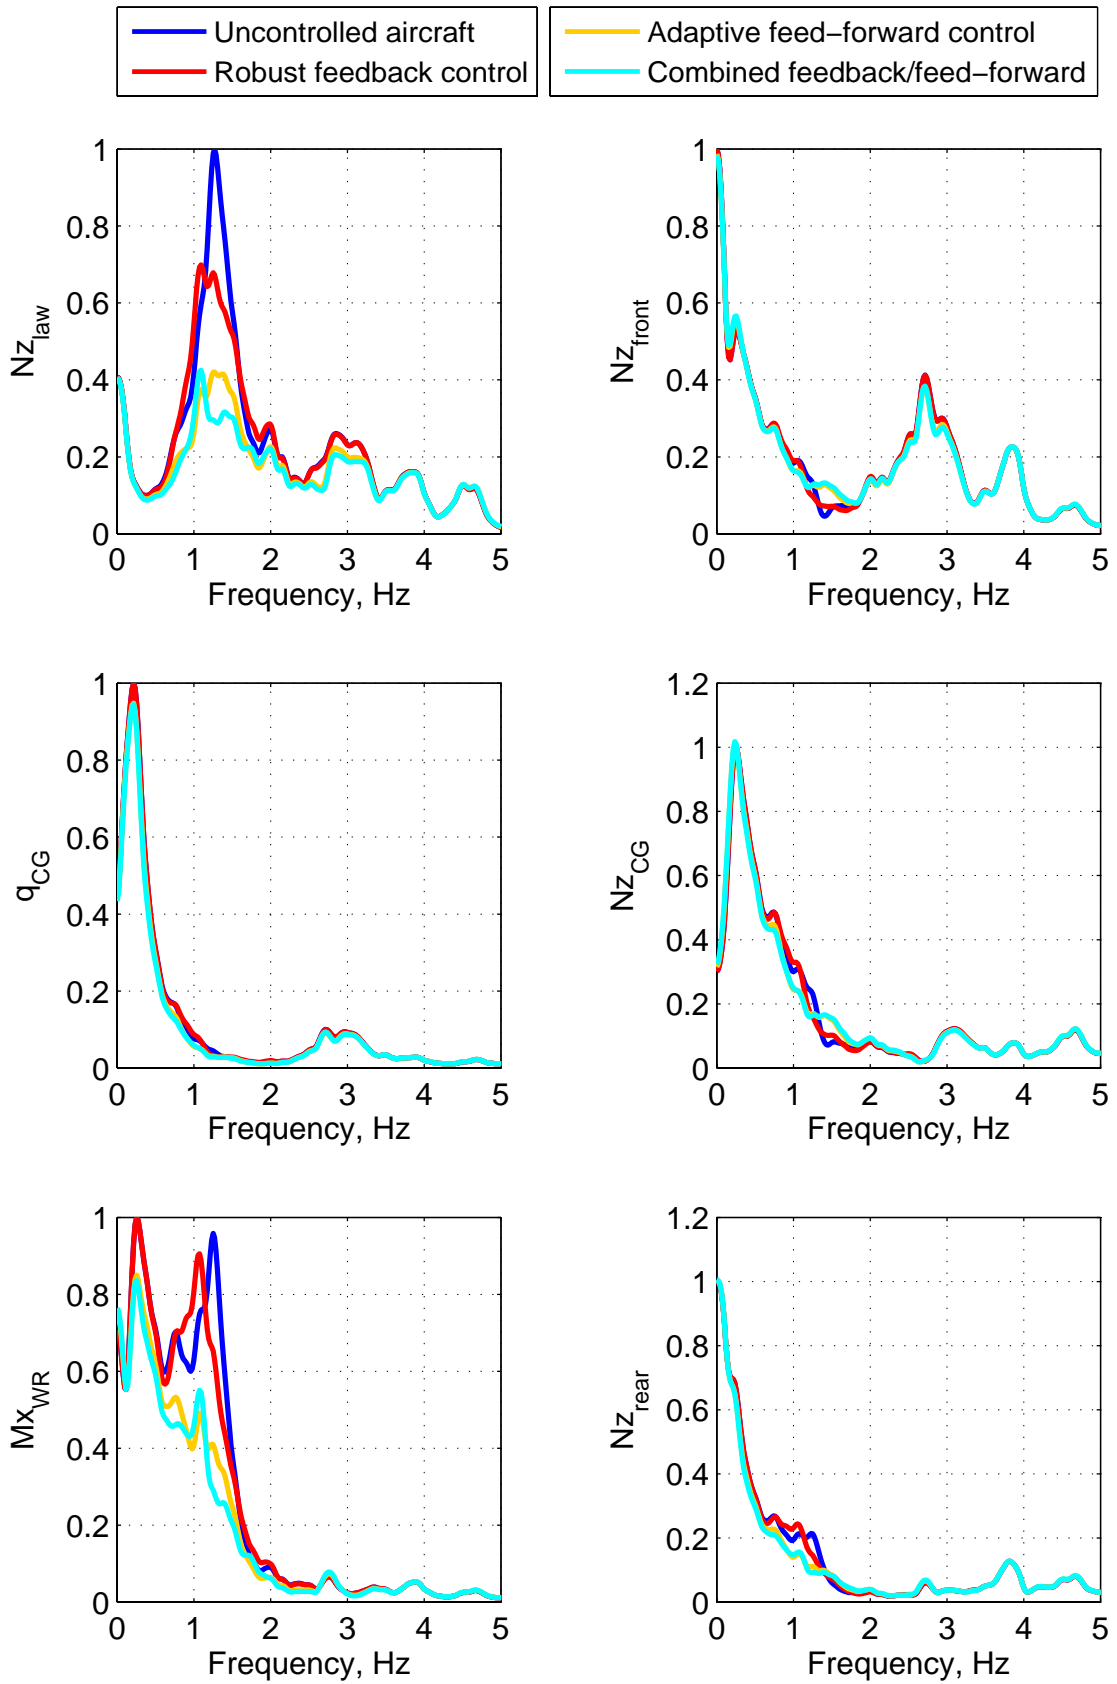 Uncontrolled aircraft
Robust feedback control
Adaptive feed−forward control
Combined feedback/feed−forward
1
0.8
0.6
0.4
0.2
0
Nz_law
0 1 2 3 4 5
Frequency, Hz
1
0.8
0.6
0.4
0.2
0
Nz_front
0 1 2 3 4 5
Frequency, Hz
1
0.8
0.6
0.4
0.2
0
q_CG
0 1 2 3 4 5
Frequency, Hz
1.2
1
0.8
0.6
0.4
0.2
0
Nz_CG
0 1 2 3 4 5
Frequency, Hz
1
0.8
0.6
0.4
0.2
0
Mx_WR
0 1 2 3 4 5
Frequency, Hz
1.2
1
0.8
0.6
0.4
0.2
0
Nz_rear
0 1 2 3 4 5
Frequency, Hz